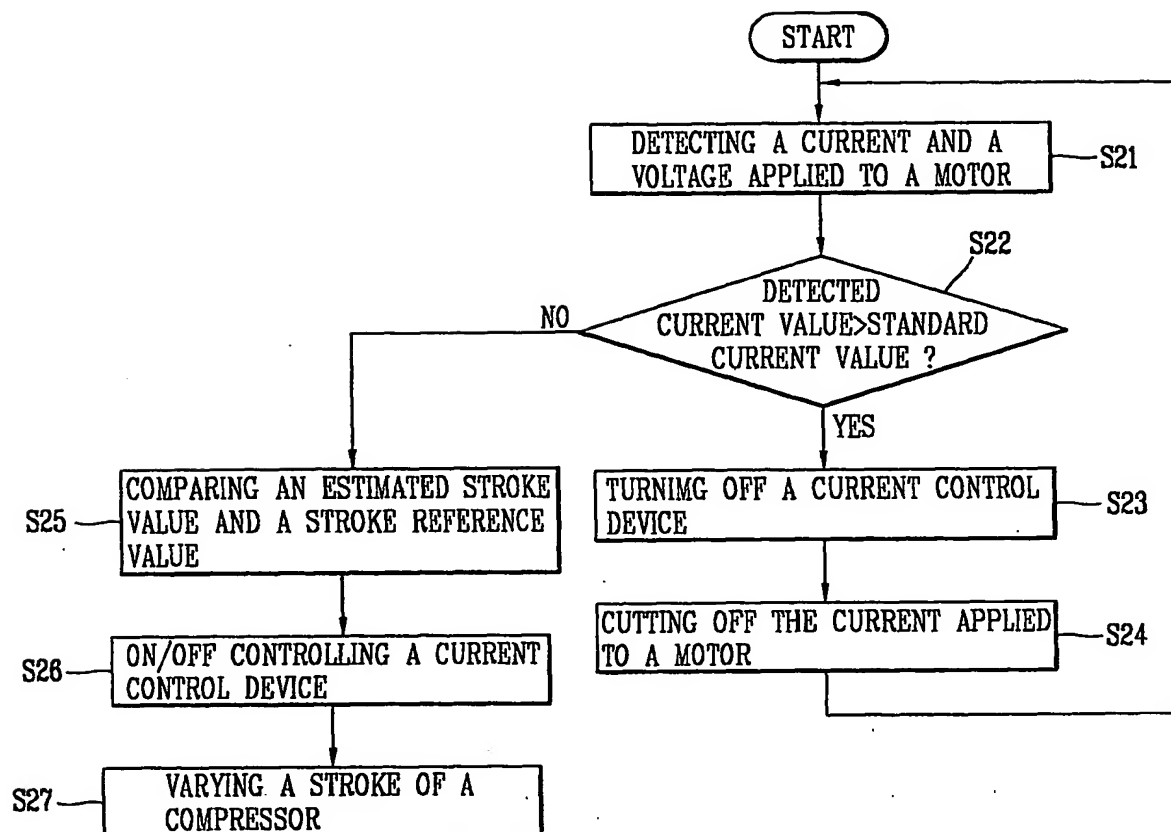 START
DETECTING A CURRENT AND A
VOLTAGE APPLIED TO A MOTOR
S21
S22
DETECTED
CURRENT VALUE>STANDARD
CURRENT VALUE ?
NO
YES
COMPARING AN ESTIMATED STROKE
VALUE AND A STROKE REFERENCE
VALUE
S25
TURNIMG OFF A CURRENT CONTROL
DEVICE
S23
CUTTING OFF THE CURRENT APPLIED
TO A MOTOR
S24
ON/OFF CONTROLLING A CURRENT
CONTROL DEVICE
S26
VARYING A STROKE OF A
COMPRESSOR
S27